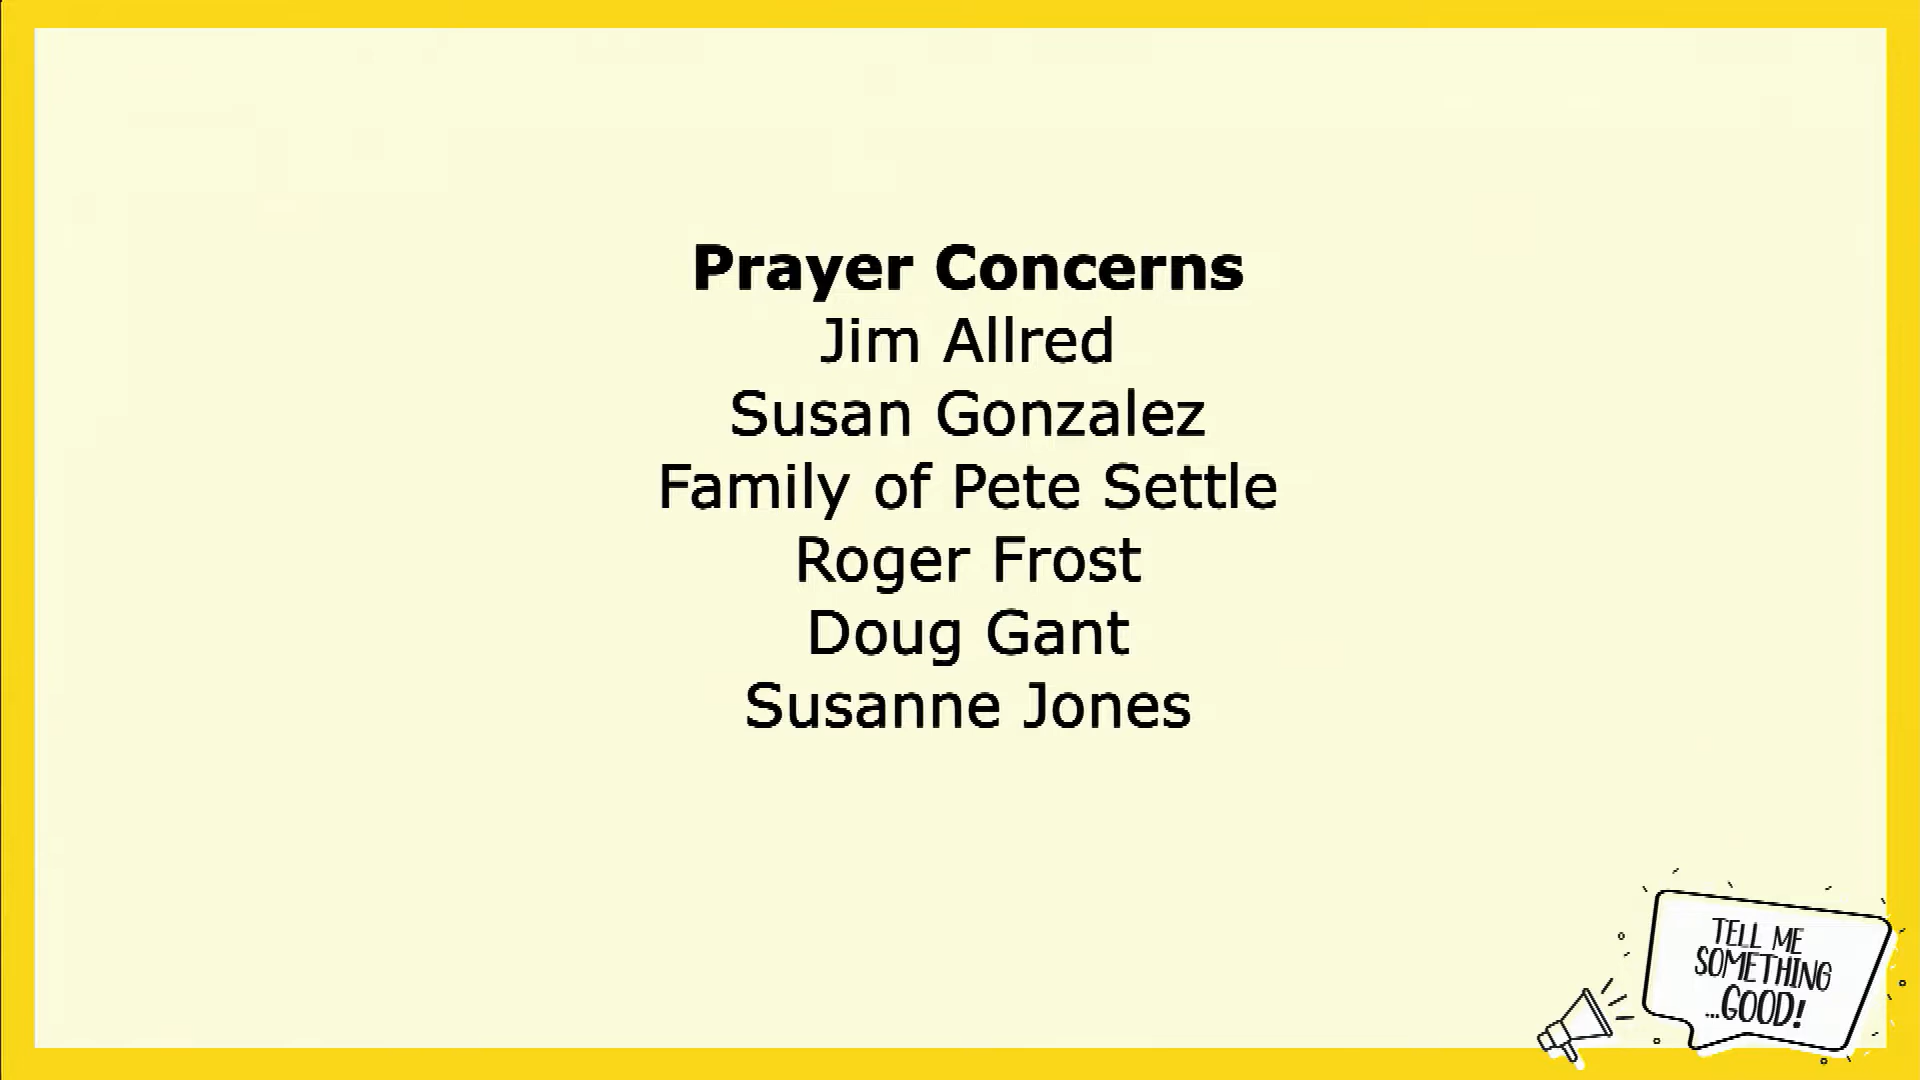 Prayer Concerns
Jim Allred
Susan Gonzalez
Family of Pete Settle
Roger Frost
Doug Gant
Susanne Jones
TELL ME
SOMETHING
...GOOD!